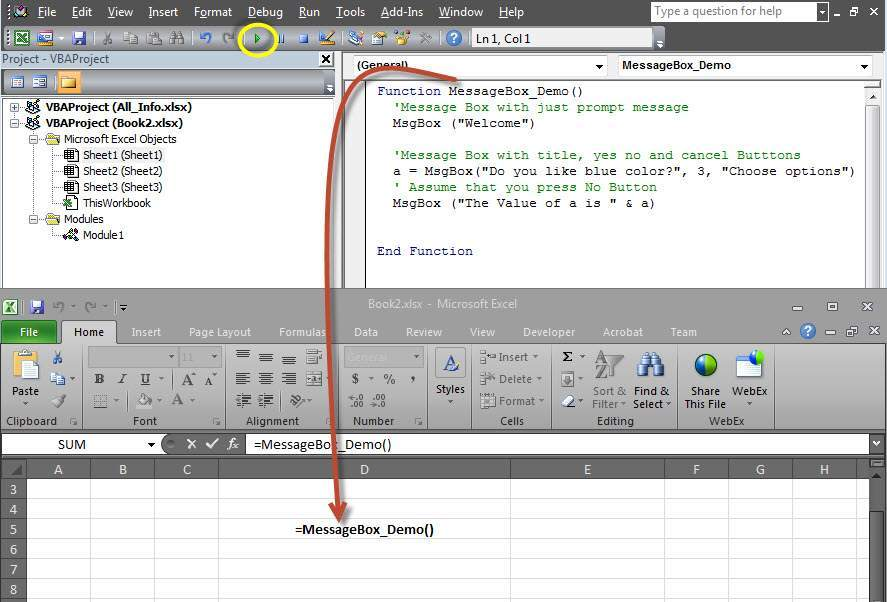 File Edit View Insert Format Debug Run Tools Add-Ins Window Help
Type a question for help
Ln 1, Col 1
Project - VBAProject
(General)
MessageBox_Demo
VBAProject (All_Info.xlsx)
VBAProject (Book2.xlsx)
Microsoft Excel Objects
Sheet1 (Sheet1)
Sheet2 (Sheet2)
Sheet3 (Sheet3)
ThisWorkbook
Modules
Module1
Function MessageBox_Demo()
'Message Box with just prompt message
MsgBox ("Welcome")
'Message Box with title, yes no and cancel Butttons
a = MsgBox("Do you like blue color?", 3, "Choose options")
' Assume that you press No Button
MsgBox ("The Value of a is " & a)
End Function
Book2.xlsx - Microsoft Excel
File Home Insert Page Layout Formulas Data Review View Developer Acrobat Team
Paste
Clipboard
11
B I U A A
A
Font
Alignment
General
$ % ,
.00 .00
Number
Styles
Insert
Delete
Format
Cells
Σ
Sort & Filter
Find & Select
Editing
Share This File
WebEx
WebEx
SUM
fx
=MessageBox_Demo()
A B C D E F G H
3
4
5 =MessageBox_Demo()
6
7
8